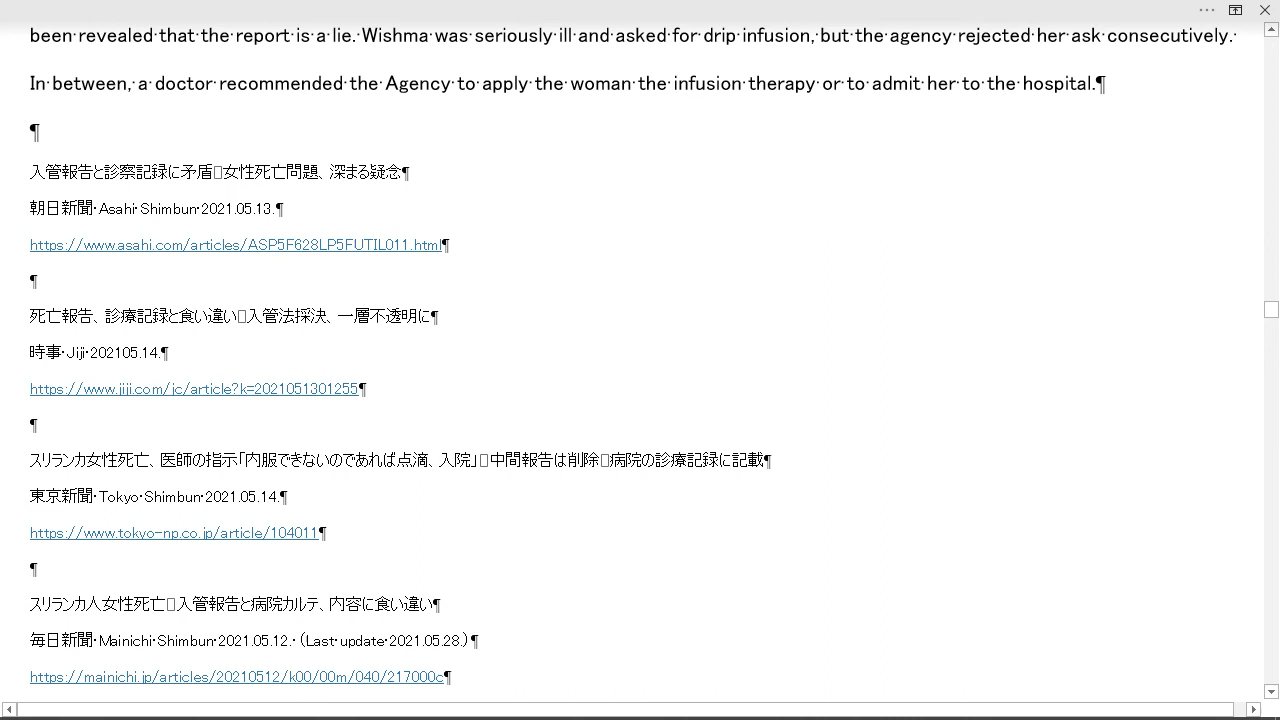 been revealed that the report is a lie. Wishma was seriously ill and asked for drip infusion, but the agency rejected her ask consecutively.
In between, a doctor recommended the Agency to apply the woman the infusion therapy or to admit her to the hospital.¶
¶
入管報告と診察記録に矛盾□女性死亡問題、深まる疑念¶
朝日新聞・Asahi・Shimbun・2021.05.13.¶
https://www.asahi.com/articles/ASP5F628LP5FUTIL011.html¶
¶
死亡報告、診療記録と食い違い□入管法採決、一層不透明に¶
時事・Jiji・202105.14.¶
https://www.jiji.com/jc/article?k=2021051301255¶
¶
スリランカ女性死亡、医師の指示「内服できないのであれば点滴、入院」□中間報告は削除□病院の診療記録に記載¶
東京新聞・Tokyo・Shimbun・2021.05.14.¶
https://www.tokyo-np.co.jp/article/104011¶
¶
スリランカ人女性死亡□入管報告と病院カルテ、内容に食い違い¶
毎日新聞・Mainichi・Shimbun・2021.05.12・（Last・update・2021.05.28.）¶
https://mainichi.jp/articles/20210512/k00/00m/040/217000c¶